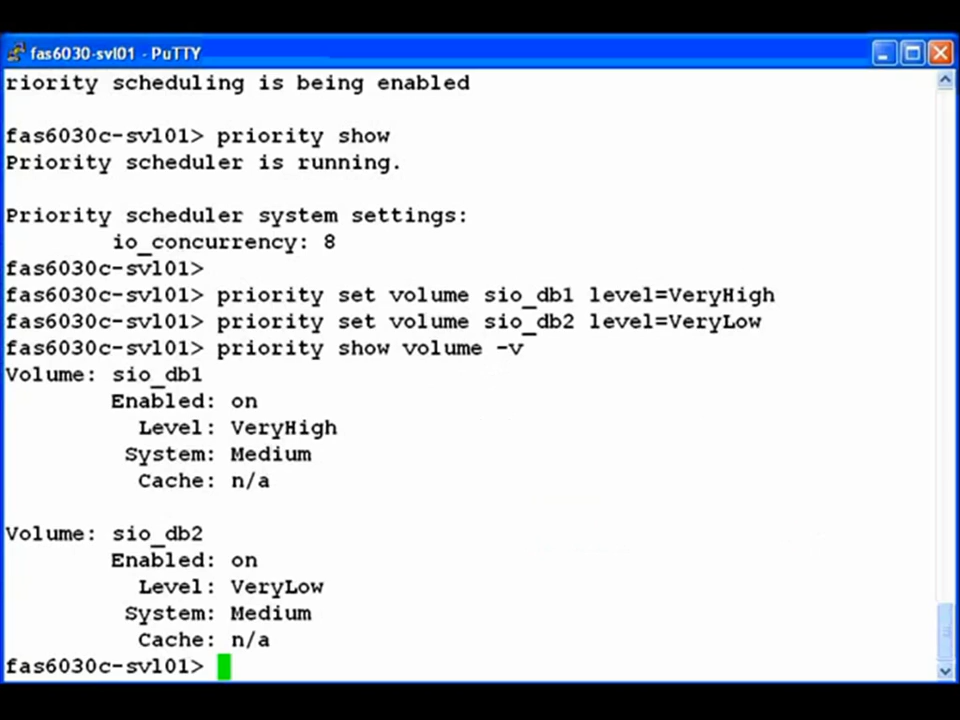 fas6030-svl01 - PuTTY
riority scheduling is being enabled
fas6030c-svl01> priority show
Priority scheduler is running.
Priority scheduler system settings:
io_concurrency: 8
fas6030c-svl01>
fas6030c-svl01> priority set volume sio_db1 level=VeryHigh
fas6030c-svl01> priority set volume sio_db2 level=VeryLow
fas6030c-svl01> priority show volume -v
Volume: sio_db1
Enabled: on
Level: VeryHigh
System: Medium
Cache: n/a
Volume: sio_db2
Enabled: on
Level: VeryLow
System: Medium
Cache: n/a
fas6030c-svl01>